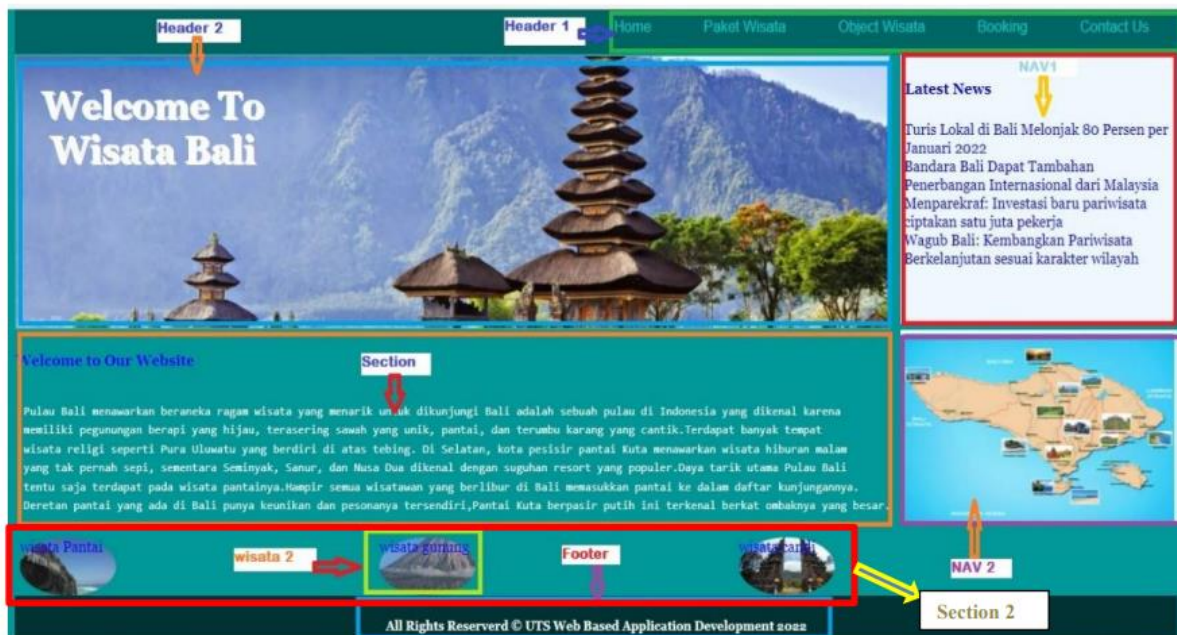 Header 2
Header 1
Home
Paket Wisata
Object Wisata
Booking
Contact Us
Welcome To
Wisata Bali
NAV1
Latest News
Turis Lokal di Bali Melonjak 80 Persen per
Januari 2022
Bandara Bali Dapat Tambahan
Penerbangan Internasional dari Malaysia
Menparekraf: Investasi baru pariwisata
ciptakan satu juta pekerja
Wagub Bali: Kembangkan Pariwisata
Berkelanjutan sesuai karakter wilayah
Welcome to Our Website
Section
Pulau Bali menawarkan beraneka ragam wisata yang menarik untuk dikunjungi Bali adalah sebuah pulau di Indonesia yang dikenal karena
memiliki pegunungan berapi yang hijau, terasering sawah yang unik, pantai, dan terumbu karang yang cantik.Terdapat banyak tempat
wisata religi seperti Pura Uluwatu yang berdiri di atas tebing. Di Selatan, kota pesisir pantai Kuta menawarkan wisata hiburan malam
yang tak pernah sepi, sementara Seminyak, Sanur, dan Nusa Dua dikenal dengan suguhan resort yang populer.Daya tarik utama Pulau Bali
tentu saja terdapat pada wisata pantainya.Hampir semua wisatawan yang berlibur di Bali memasukkan pantai ke dalam daftar kunjungannya.
Deretan pantai yang ada di Bali punya keunikan dan pesonanya tersendiri,Pantai Kuta berpasir putih ini terkenal berkat ombaknya yang besar.
wisata Pantai
wisata 2
wisata gunung
Footer
wisata candi
NAV 2
Section 2
All Rights Reserverd © UTS Web Based Application Development 2022